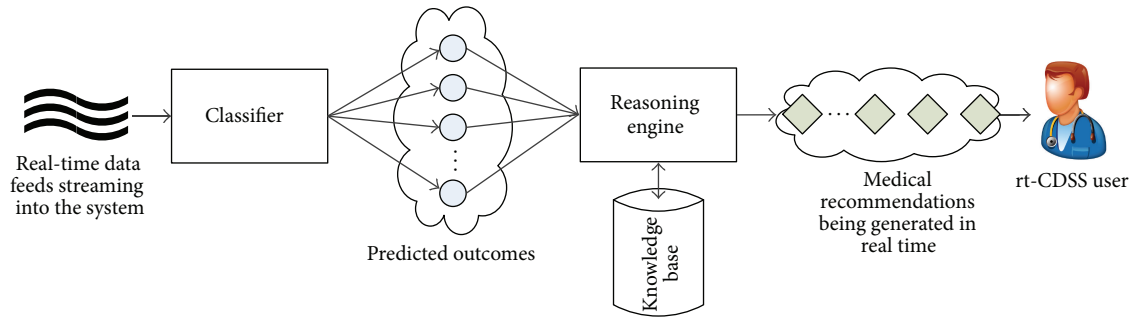 Real-time data
feeds streaming
into the system
Classifier
Predicted outcomes
Reasoning
engine
Knowledge
base
Medical
recommendations
being generated in
real time
rt-CDSS user